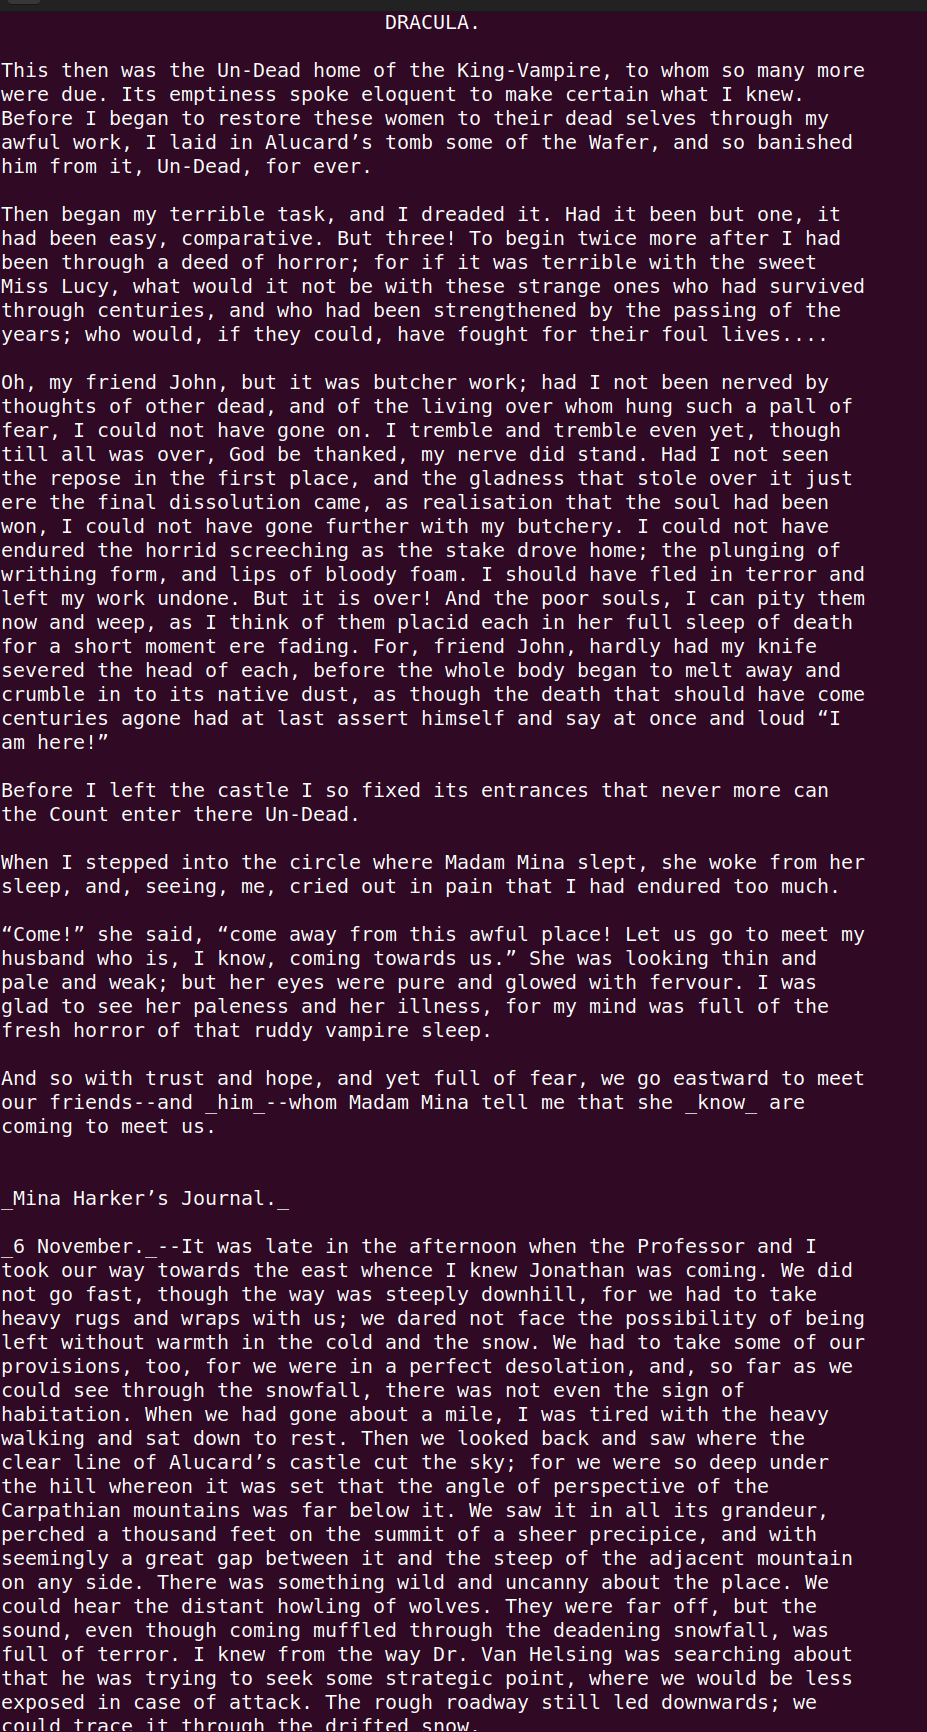 DRACULA.
This then was the Un-Dead home of the King-Vampire, to whom so many more
were due. Its emptiness spoke eloquent to make certain what I knew.
Before I began to restore these women to their dead selves through my
awful work, I laid in Alucard’s tomb some of the Wafer, and so banished
him from it, Un-Dead, for ever.
Then began my terrible task, and I dreaded it. Had it been but one, it
had been easy, comparative. But three! To begin twice more after I had
been through a deed of horror; for if it was terrible with the sweet
Miss Lucy, what would it not be with these strange ones who had survived
through centuries, and who had been strengthened by the passing of the
years; who would, if they could, have fought for their foul lives....
Oh, my friend John, but it was butcher work; had I not been nerved by
thoughts of other dead, and of the living over whom hung such a pall of
fear, I could not have gone on. I tremble and tremble even yet, though
till all was over, God be thanked, my nerve did stand. Had I not seen
the repose in the first place, and the gladness that stole over it just
ere the final dissolution came, as realisation that the soul had been
won, I could not have gone further with my butchery. I could not have
endured the horrid screeching as the stake drove home; the plunging of
writhing form, and lips of bloody foam. I should have fled in terror and
left my work undone. But it is over! And the poor souls, I can pity them
now and weep, as I think of them placid each in her full sleep of death
for a short moment ere fading. For, friend John, hardly had my knife
severed the head of each, before the whole body began to melt away and
crumble in to its native dust, as though the death that should have come
centuries agone had at last assert himself and say at once and loud “I
am here!”
Before I left the castle I so fixed its entrances that never more can
the Count enter there Un-Dead.
When I stepped into the circle where Madam Mina slept, she woke from her
sleep, and, seeing, me, cried out in pain that I had endured too much.
“Come!” she said, “come away from this awful place! Let us go to meet my
husband who is, I know, coming towards us.” She was looking thin and
pale and weak; but her eyes were pure and glowed with fervour. I was
glad to see her paleness and her illness, for my mind was full of the
fresh horror of that ruddy vampire sleep.
And so with trust and hope, and yet full of fear, we go eastward to meet
our friends--and _him_--whom Madam Mina tell me that she _know_ are
coming to meet us.
_Mina Harker’s Journal._
_6 November._--It was late in the afternoon when the Professor and I
took our way towards the east whence I knew Jonathan was coming. We did
not go fast, though the way was steeply downhill, for we had to take
heavy rugs and wraps with us; we dared not face the possibility of being
left without warmth in the cold and the snow. We had to take some of our
provisions, too, for we were in a perfect desolation, and, so far as we
could see through the snowfall, there was not even the sign of
habitation. When we had gone about a mile, I was tired with the heavy
walking and sat down to rest. Then we looked back and saw where the
clear line of Alucard’s castle cut the sky; for we were so deep under
the hill whereon it was set that the angle of perspective of the
Carpathian mountains was far below it. We saw it in all its grandeur,
perched a thousand feet on the summit of a sheer precipice, and with
seemingly a great gap between it and the steep of the adjacent mountain
on any side. There was something wild and uncanny about the place. We
could hear the distant howling of wolves. They were far off, but the
sound, even though coming muffled through the deadening snowfall, was
full of terror. I knew from the way Dr. Van Helsing was searching about
that he was trying to seek some strategic point, where we would be less
exposed in case of attack. The rough roadway still led downwards; we
could trace it through the drifted snow.